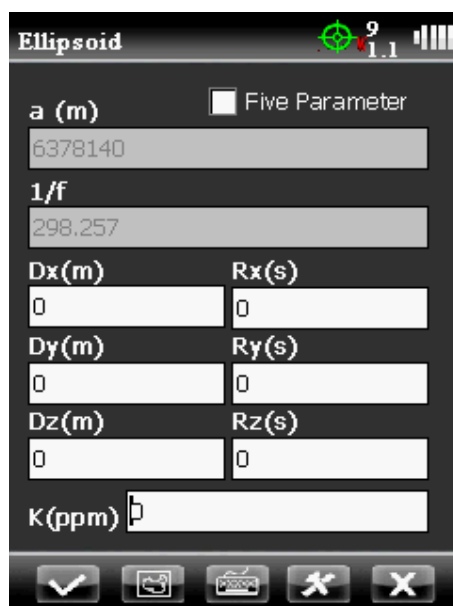 Ellipsoid 9 1.1
a (m) Five Parameter
6378140
1/f
298.257
Dx(m) Rx(s)
0 0
Dy(m) Ry(s)
0 0
Dz(m) Rz(s)
0 0
K(ppm) 0